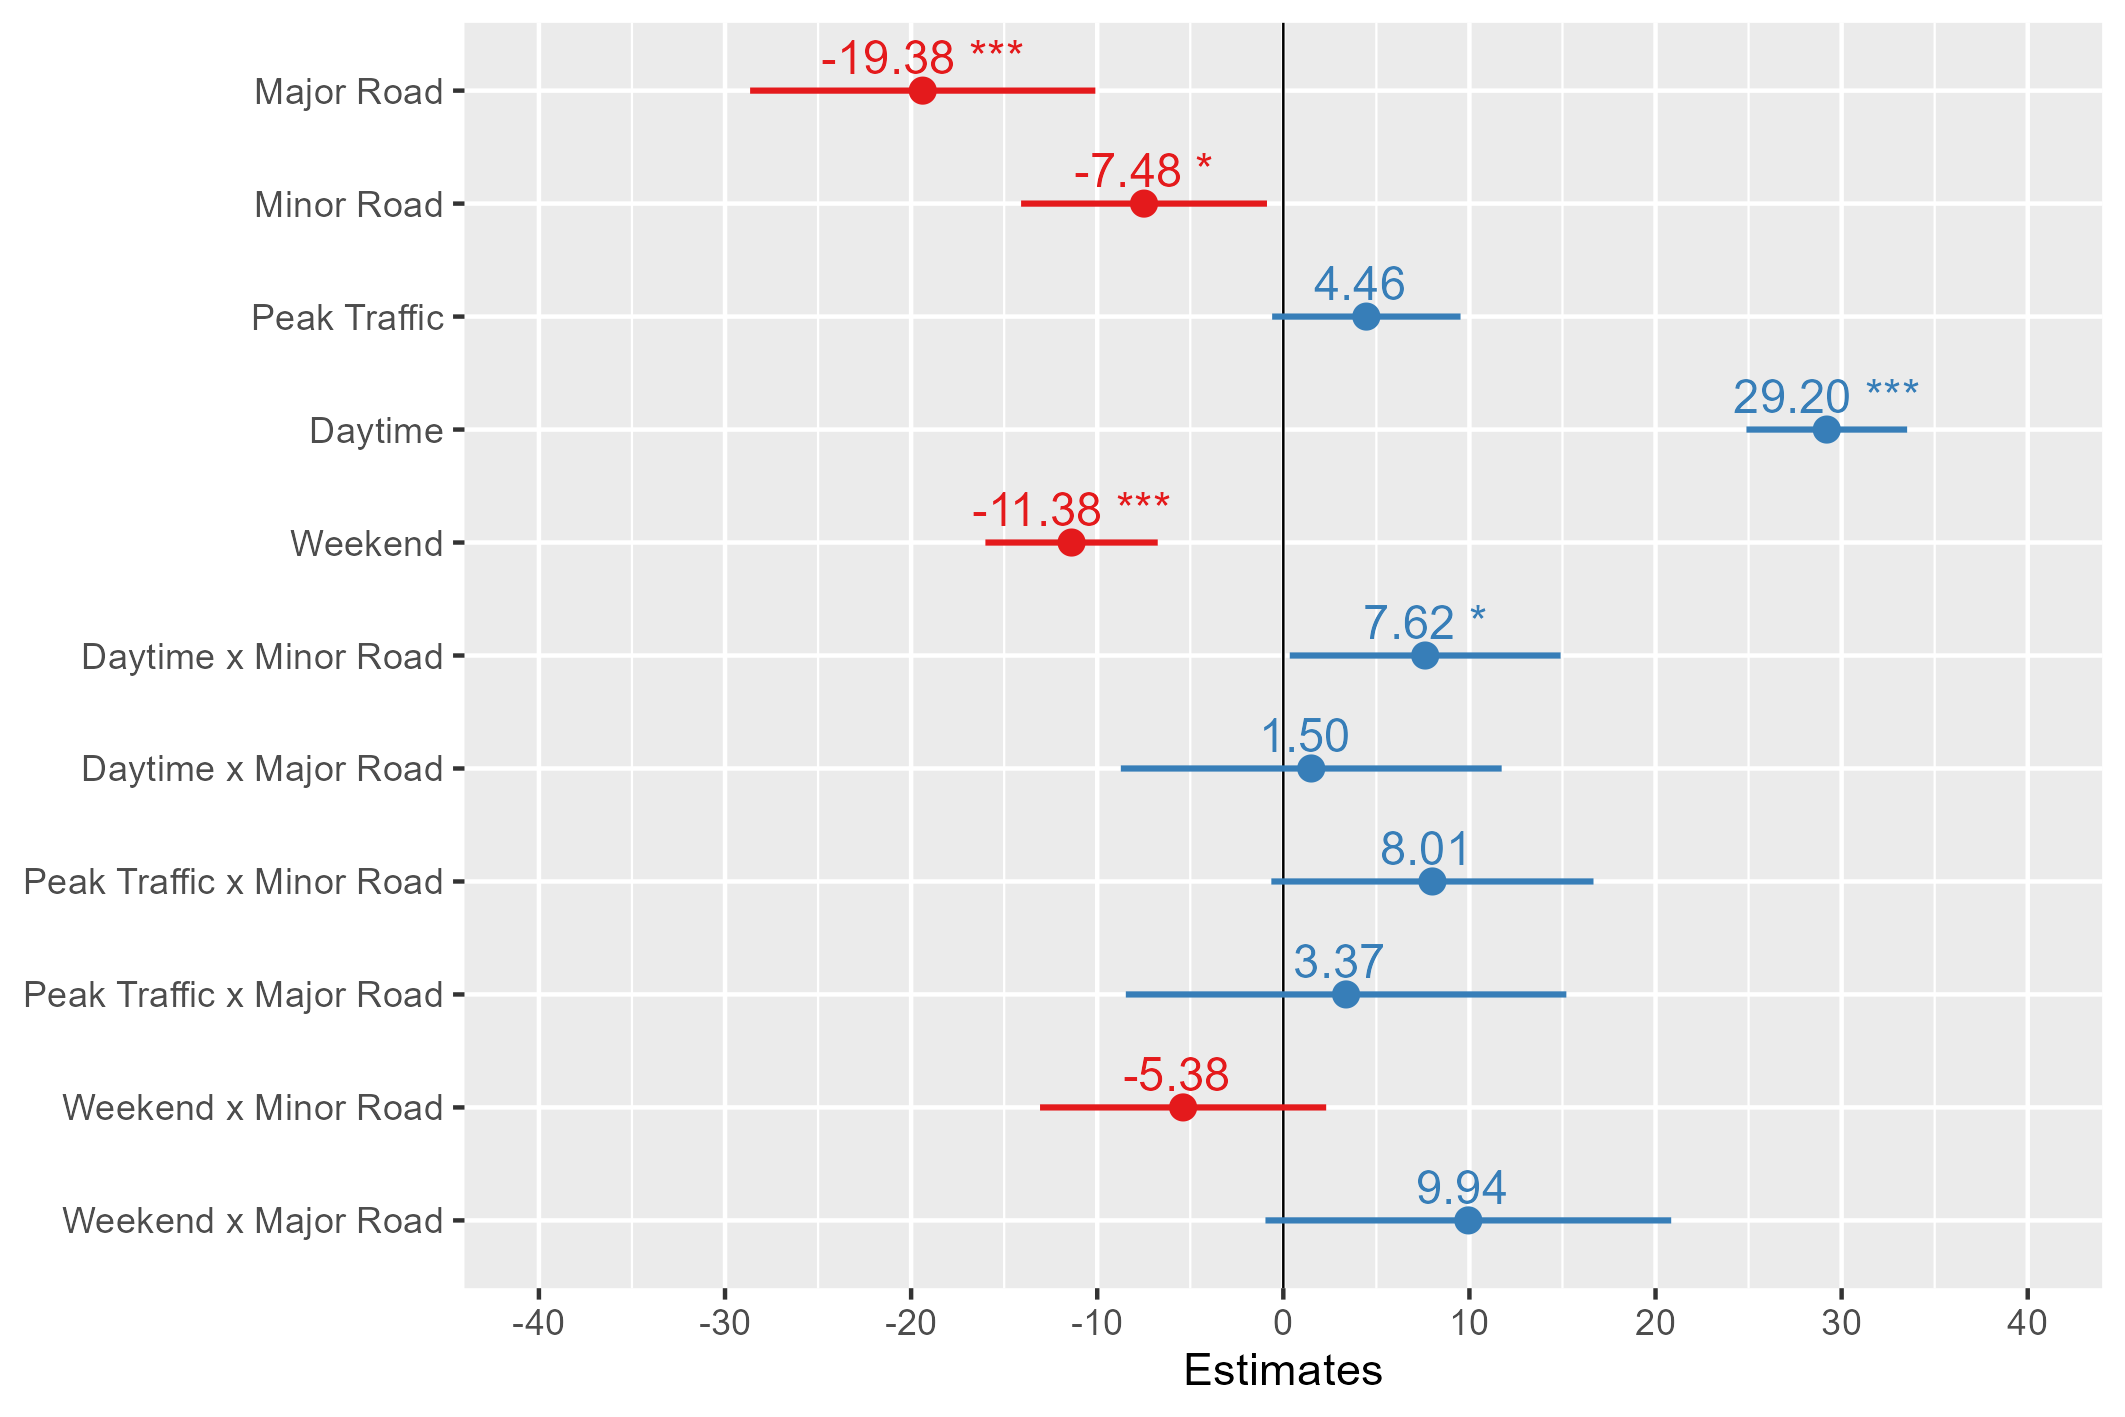 Major Road
-19.38 ***
Minor Road
-7.48 *
Peak Traffic
4.46
Daytime
29.20 ***
Weekend
-11.38 ***
Daytime x Minor Road
7.62 *
Daytime x Major Road
1.50
Peak Traffic x Minor Road
8.01
Peak Traffic x Major Road
3.37
Weekend x Minor Road
-5.38
Weekend x Major Road
9.94
-40 -30 -20 -10 0 10 20 30 40
Estimates